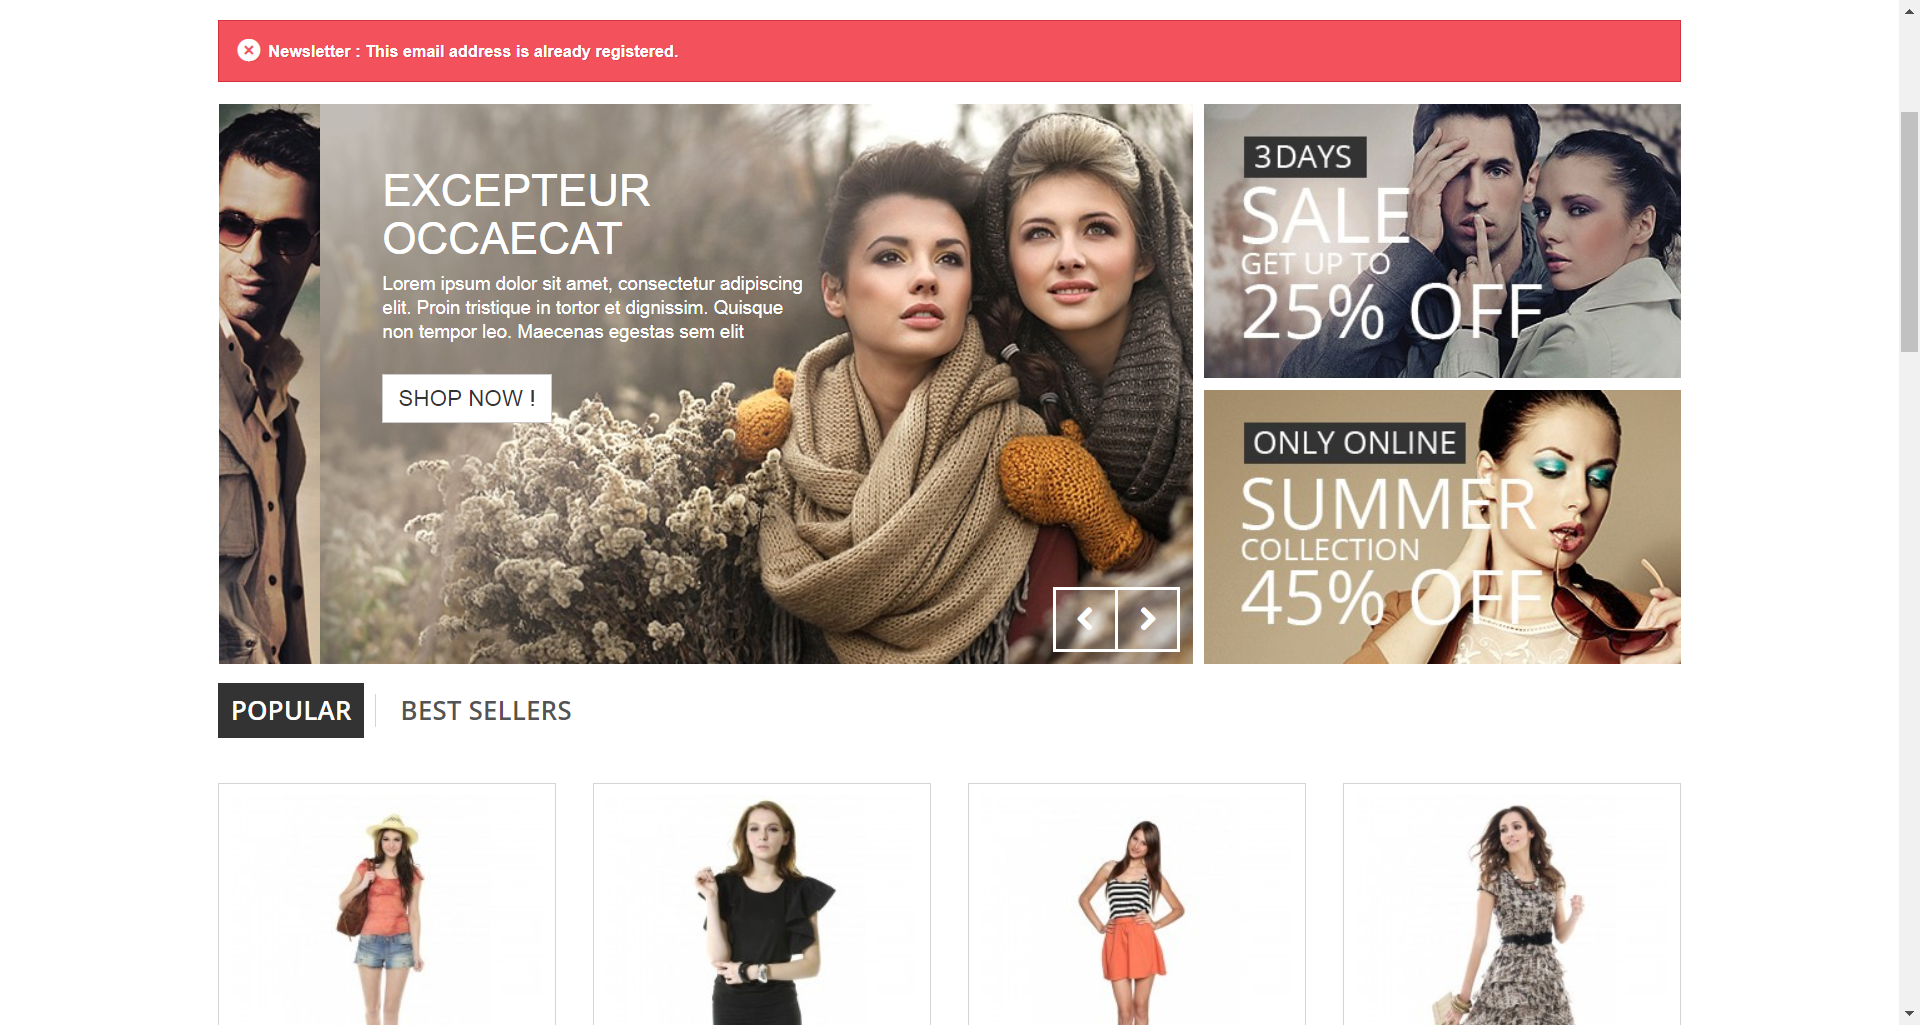 Newsletter : This email address is already registered.
EXCEPTEUR
OCCAECAT
Lorem ipsum dolor sit amet, consectetur adipiscing
elit. Proin tristique in tortor et dignissim. Quisque
non tempor leo. Maecenas egestas sem elit
SHOP NOW !
3 DAYS
SALE
GET UP TO
25% OFF
ONLY ONLINE
SUMMER
COLLECTION
45% OFF
POPULAR
BEST SELLERS